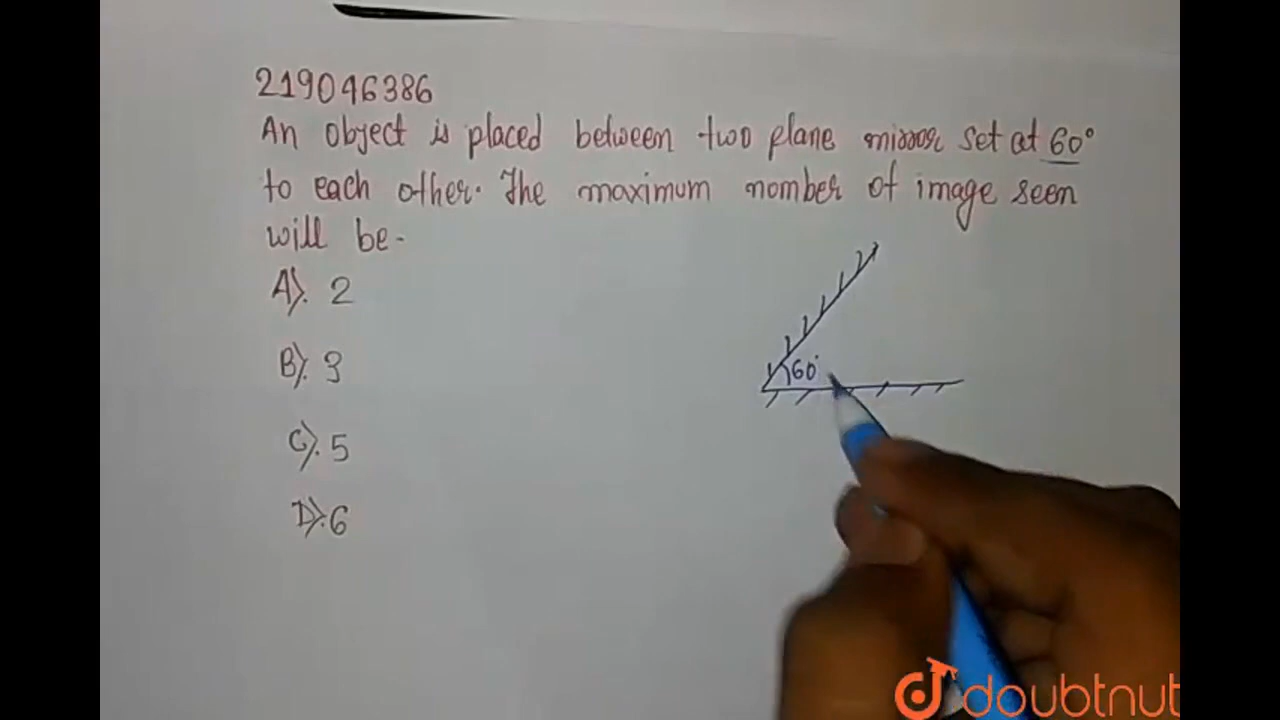 219046386
An object is placed between two plane mirror set at 60°
to each other. The maximum nomber of image seen
will be.
A). 2
B). 3
C). 5
D). 6
60°
doubtnut